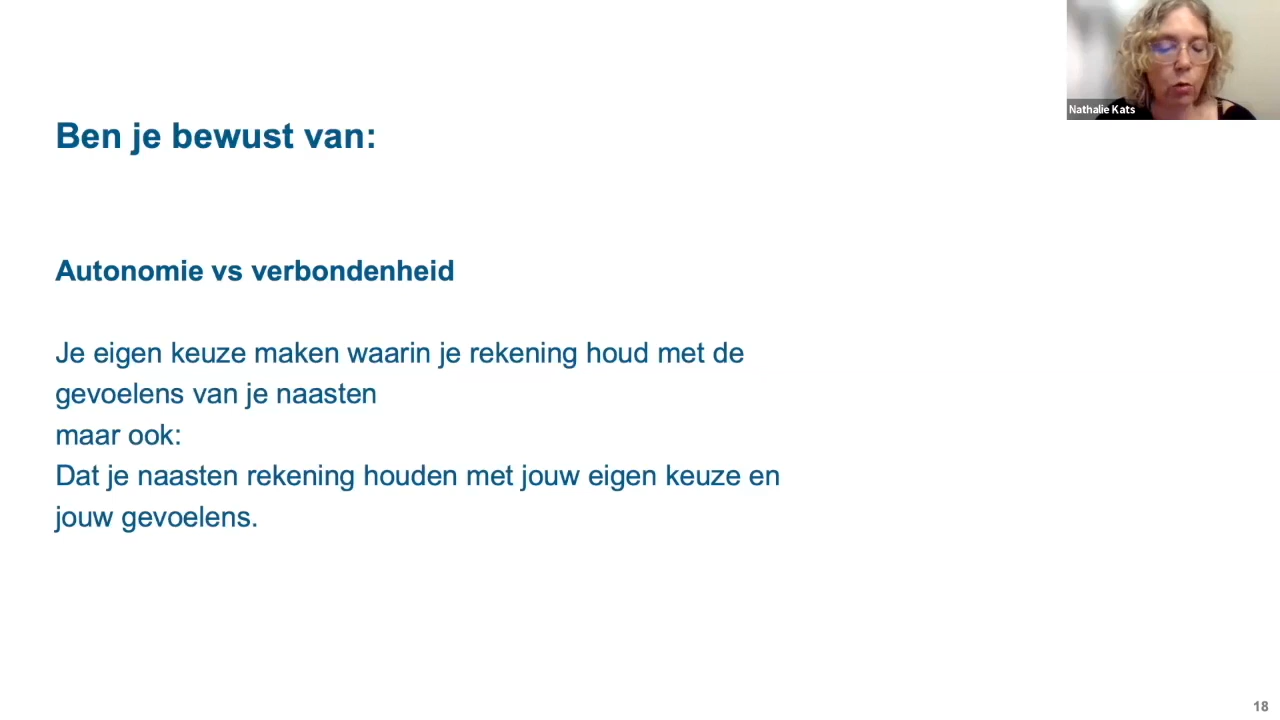 Nathalie Kats
Ben je bewust van:
Autonomie vs verbondenheid
Je eigen keuze maken waarin je rekening houd met de
gevoelens van je naasten
maar ook:
Dat je naasten rekening houden met jouw eigen keuze en
jouw gevoelens.
18